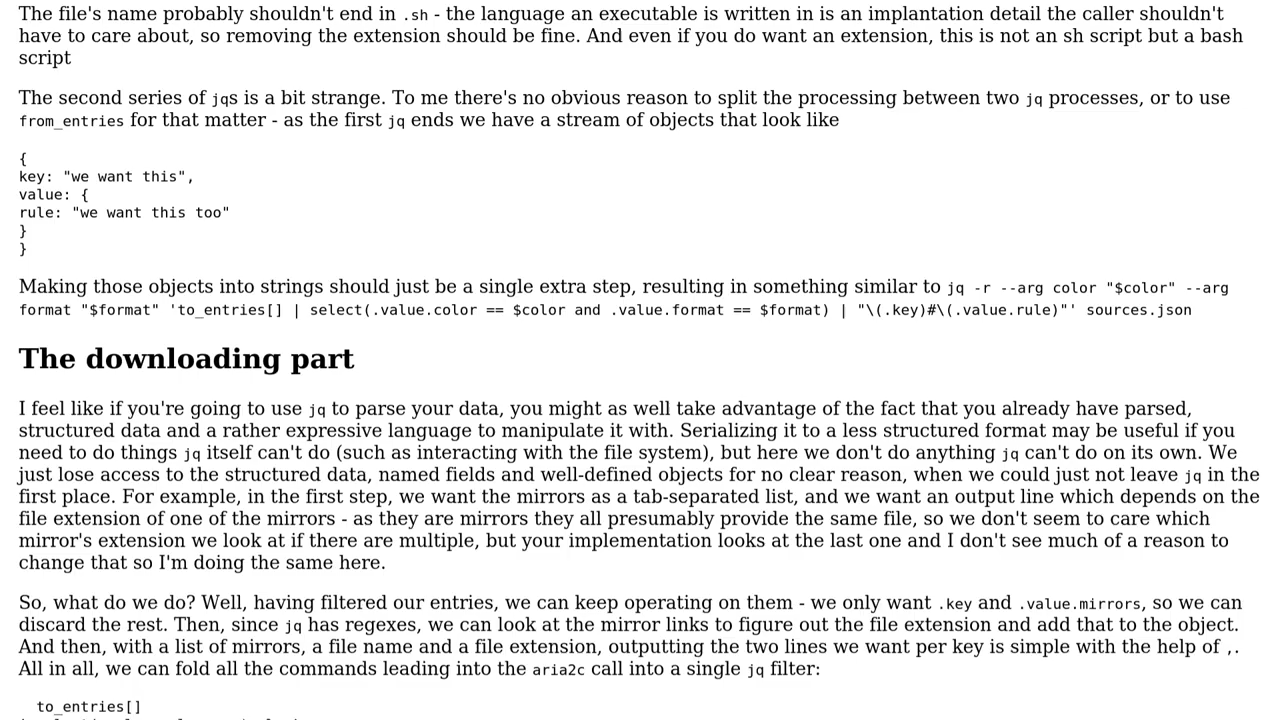 The file's name probably shouldn't end in .sh - the language an executable is written in is an implantation detail the caller shouldn't
have to care about, so removing the extension should be fine. And even if you do want an extension, this is not an sh script but a bash
script
The second series of jqs is a bit strange. To me there's no obvious reason to split the processing between two jq processes, or to use
from_entries for that matter - as the first jq ends we have a stream of objects that look like
{
key: "we want this",
value: {
rule: "we want this too"
}
}
Making those objects into strings should just be a single extra step, resulting in something similar to jq -r --arg color "$color" --arg
format "$format" 'to_entries[] | select(.value.color == $color and .value.format == $format) | "\(.key)#\(.value.rule)"' sources.json
The downloading part
I feel like if you're going to use jq to parse your data, you might as well take advantage of the fact that you already have parsed,
structured data and a rather expressive language to manipulate it with. Serializing it to a less structured format may be useful if you
need to do things jq itself can't do (such as interacting with the file system), but here we don't do anything jq can't do on its own. We
just lose access to the structured data, named fields and well-defined objects for no clear reason, when we could just not leave jq in the
first place. For example, in the first step, we want the mirrors as a tab-separated list, and we want an output line which depends on the
file extension of one of the mirrors - as they are mirrors they all presumably provide the same file, so we don't seem to care which
mirror's extension we look at if there are multiple, but your implementation looks at the last one and I don't see much of a reason to
change that so I'm doing the same here.
So, what do we do? Well, having filtered our entries, we can keep operating on them - we only want .key and .value.mirrors, so we can
discard the rest. Then, since jq has regexes, we can look at the mirror links to figure out the file extension and add that to the object.
And then, with a list of mirrors, a file name and a file extension, outputting the two lines we want per key is simple with the help of ,.
All in all, we can fold all the commands leading into the aria2c call into a single jq filter:
to_entries[]